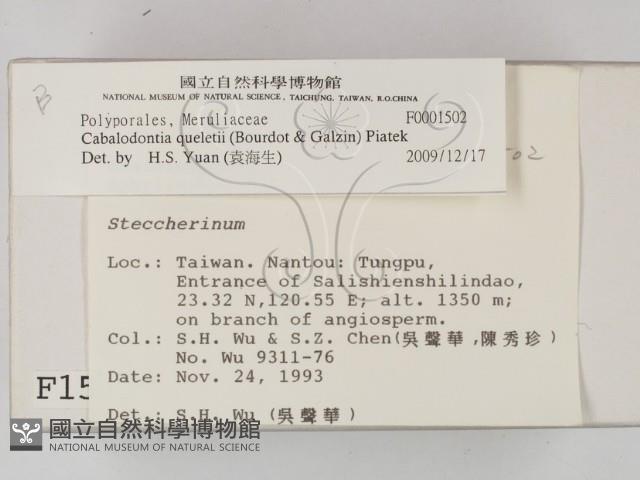 國立自然科學博物館
NATIONAL MUSEUM OF NATURAL SCIENCE, TAICHUNG, TAIWAN, R.O.CHINA
Polyporales, Meruliaceae F0001502
Cabalodontia queletii (Bourdot & Galzin) Piatek
Det. by H.S. Yuan (袁海生) 2009/12/17
02
Steccherinum
Loc.: Taiwan. Nantou: Tungpu,
Entrance of Salishienshilindao,
23.32 N,120.55 E; alt. 1350 m;
on branch of angiosperm.
Col.: S.H. Wu & S.Z. Chen(吳聲華,陳秀珍)
No. Wu 9311-76
Date: Nov. 24, 1993
F15
Det.: S.H. Wu (吳聲華)
國立自然科學博物館
NATIONAL MUSEUM OF NATURAL SCIENCE